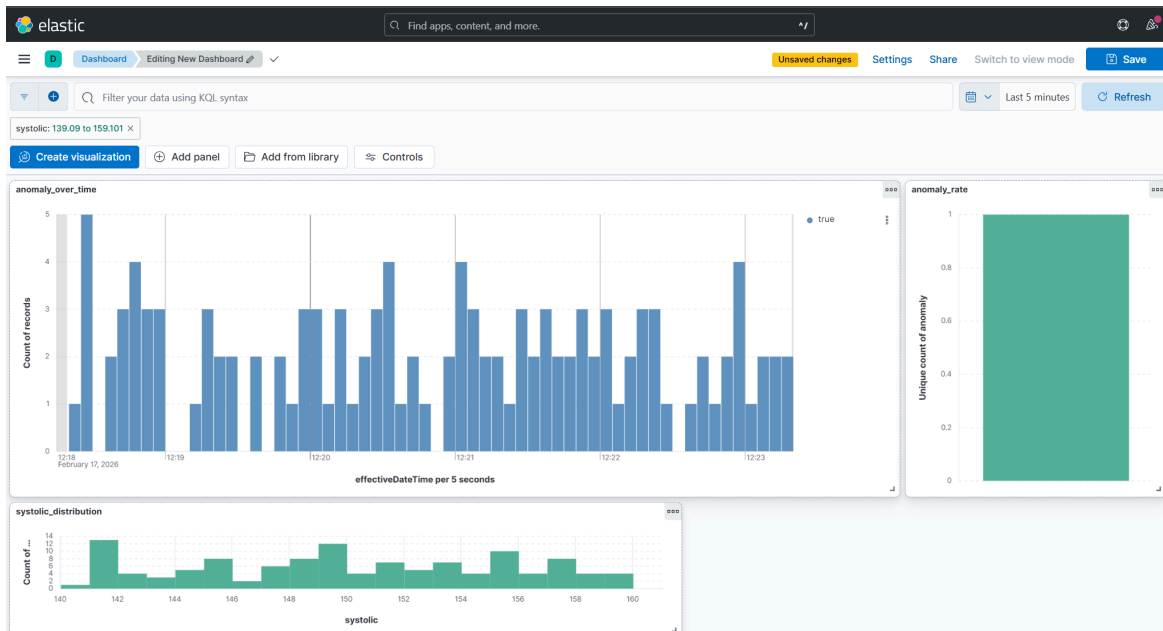 elastic
Find apps, content, and more.
^/
D
Dashboard
Editing New Dashboard
Unsaved changes
Settings
Share
Switch to view mode
Save
Filter your data using KQL syntax
Last 5 minutes
Refresh
systolic: 139.09 to 159.101
Create visualization
Add panel
Add from library
Controls
anomaly_over_time
5
4
3
2
1
0
Count of records
12:18
12:19
12:20
12:21
12:22
12:23
February 17, 2026
effectiveDateTime per 5 seconds
true
anomaly_rate
1
0.8
0.6
0.4
0.2
0
Unique count of anomaly
systolic_distribution
14
12
10
8
6
4
2
0
Count of ...
140
142
144
146
148
150
152
154
156
158
160
systolic